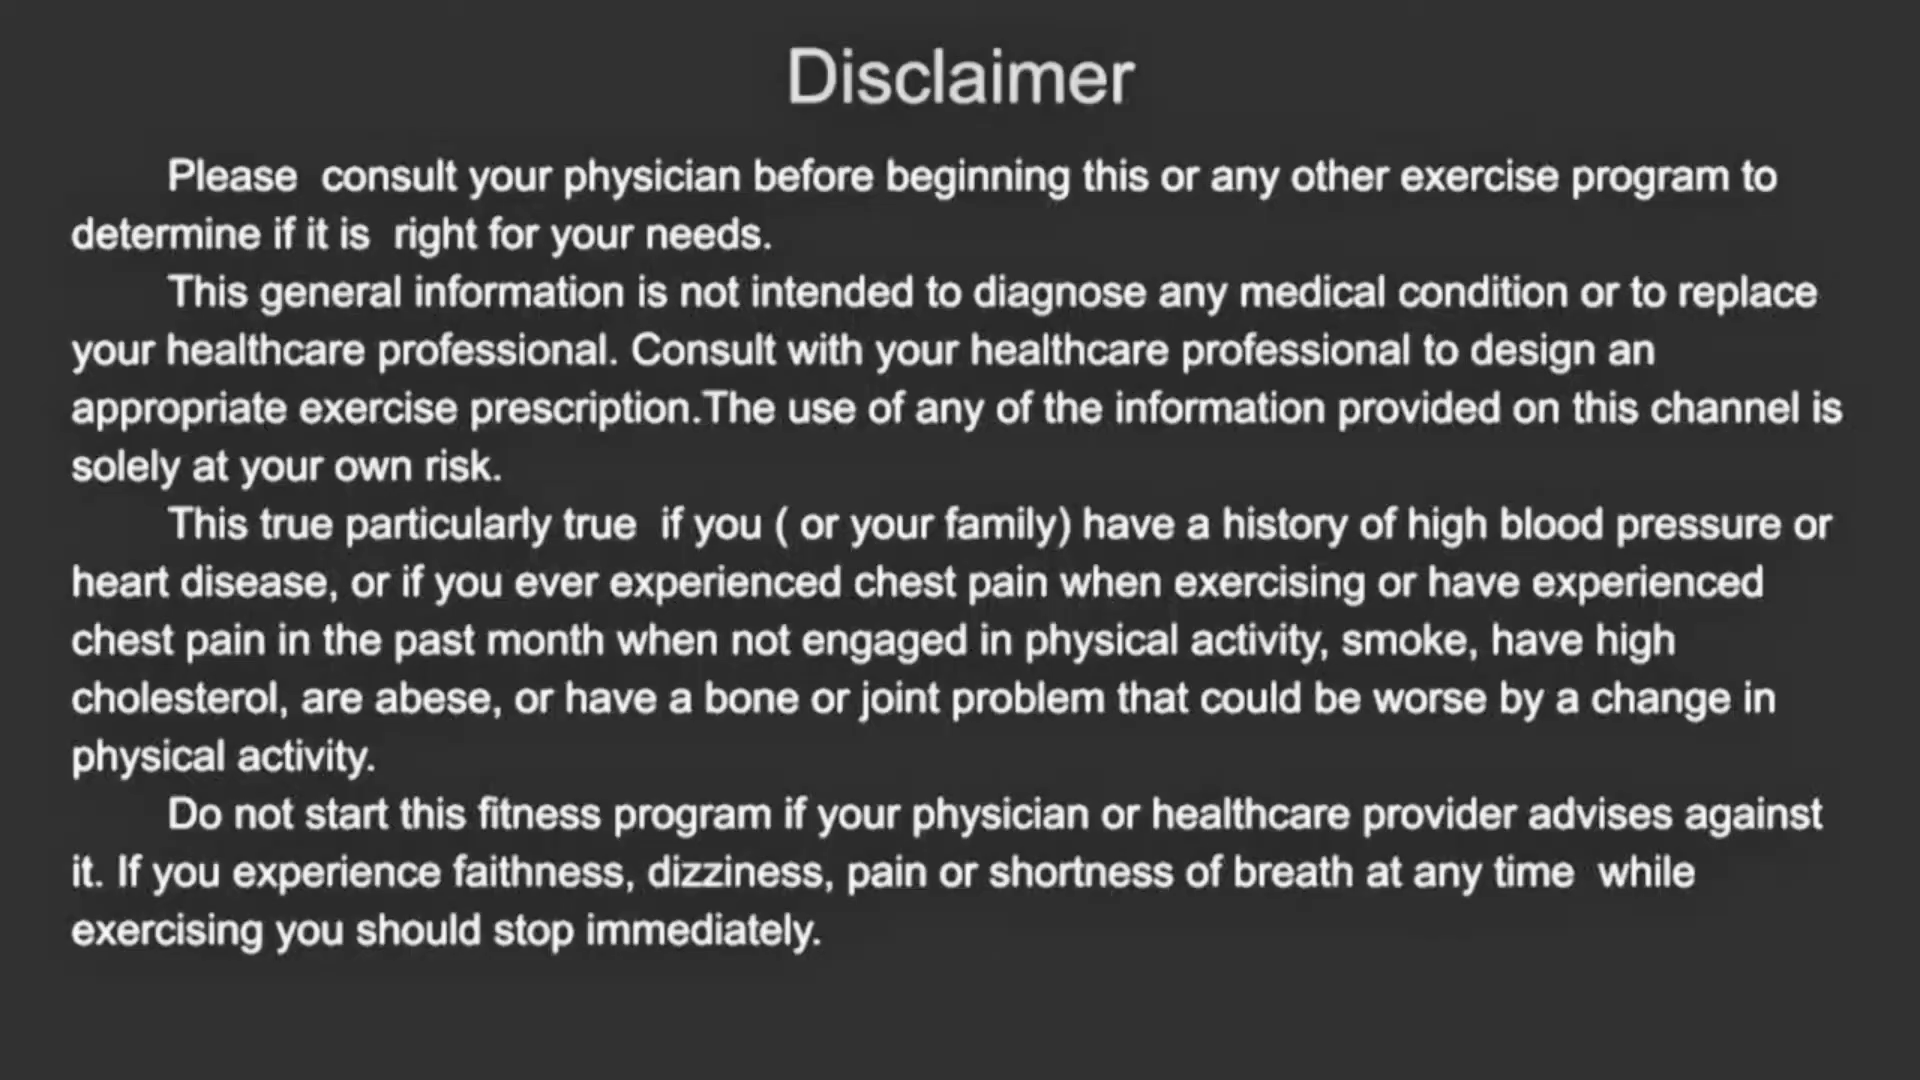 Disclaimer
Please consult your physician before beginning this or any other exercise program to
determine if it is right for your needs.
This general information is not intended to diagnose any medical condition or to replace
your healthcare professional. Consult with your healthcare professional to design an
appropriate exercise prescription.The use of any of the information provided on this channel is
solely at your own risk.
This true particularly true if you ( or your family) have a history of high blood pressure or
heart disease, or if you ever experienced chest pain when exercising or have experienced
chest pain in the past month when not engaged in physical activity, smoke, have high
cholesterol, are abese, or have a bone or joint problem that could be worse by a change in
physical activity.
Do not start this fitness program if your physician or healthcare provider advises against
it. If you experience faithness, dizziness, pain or shortness of breath at any time while
exercising you should stop immediately.